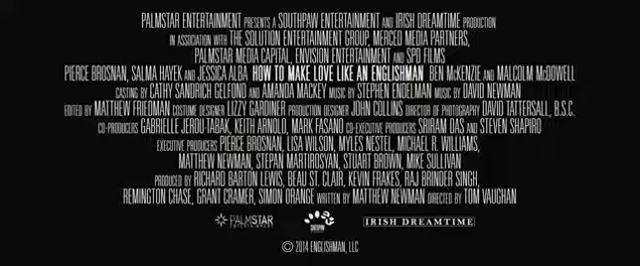 PALMSTAR ENTERTAINMENT PRESENTS A SOUTHPAW ENTERTAINMENT AND IRISH DREAMTIME PRODUCTION
IN ASSOCIATION WITH THE SOLUTION ENTERTAINMENT GROUP, MERCED MEDIA PARTNERS,
PALMSTAR MEDIA CAPITAL, ENVISION ENTERTAINMENT AND SPD FILMS
PIERCE BROSNAN, SALMA HAYEK AND JESSICA ALBA HOW TO MAKE LOVE LIKE AN ENGLISHMAN BEN McKENZIE AND MALCOLM McDOWELL
CASTING BY CATHY SANDRICH GELFOND AND AMANDA MACKEY MUSIC BY STEPHEN ENDELMAN MUSIC BY DAVID NEWMAN
EDITED BY MATTHEW FRIEDMAN COSTUME DESIGNER LIZZY GARDINER PRODUCTION DESIGNER JOHN COLLINS DIRECTOR OF PHOTOGRAPHY DAVID TATTERSALL, B.S.C.
CO-PRODUCERS GABRIELLE JEROU-TABAK, KEITH ARNOLD, MARK FASANO CO-EXECUTIVE PRODUCERS SRIRAM DAS AND STEVEN SHAPIRO
EXECUTIVE PRODUCERS PIERCE BROSNAN, LISA WILSON, MYLES NESTEL, MICHAEL R. WILLIAMS,
MATTHEW NEWMAN, STEPAN MARTIROSYAN, STUART BROWN, MIKE SULLIVAN
PRODUCED BY RICHARD BARTON LEWIS, BEAU ST. CLAIR, KEVIN FRAKES, RAJ BRINDER SINGH,
REMINGTON CHASE, GRANT CRAMER, SIMON ORANGE WRITTEN BY MATTHEW NEWMAN DIRECTED BY TOM VAUGHAN
PALMSTAR ENTERTAINMENT SOUTHPAW IRISH DREAMTIME
© 2014 ENGLISHMAN, LLC